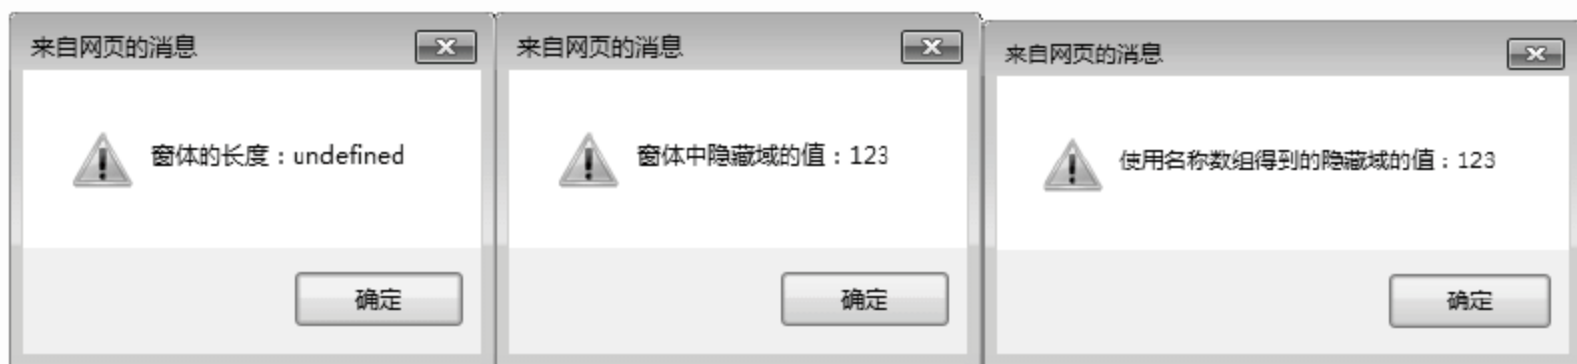 来自网页的消息
窗体的长度：undefined
确定
来自网页的消息
窗体中隐藏域的值：123
确定
来自网页的消息
使用名称数组得到的隐藏域的值：123
确定